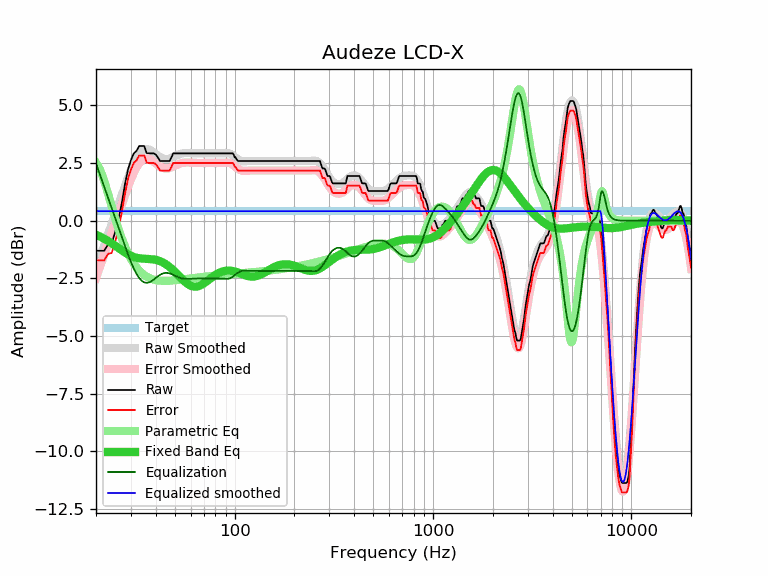 Audeze LCD-X
Amplitude (dBr)
5.0
2.5
0.0
−2.5
−5.0
−7.5
−10.0
−12.5
Target
Raw Smoothed
Error Smoothed
Raw
Error
Parametric Eq
Fixed Band Eq
Equalization
Equalized smoothed
100
1000
10000
Frequency (Hz)